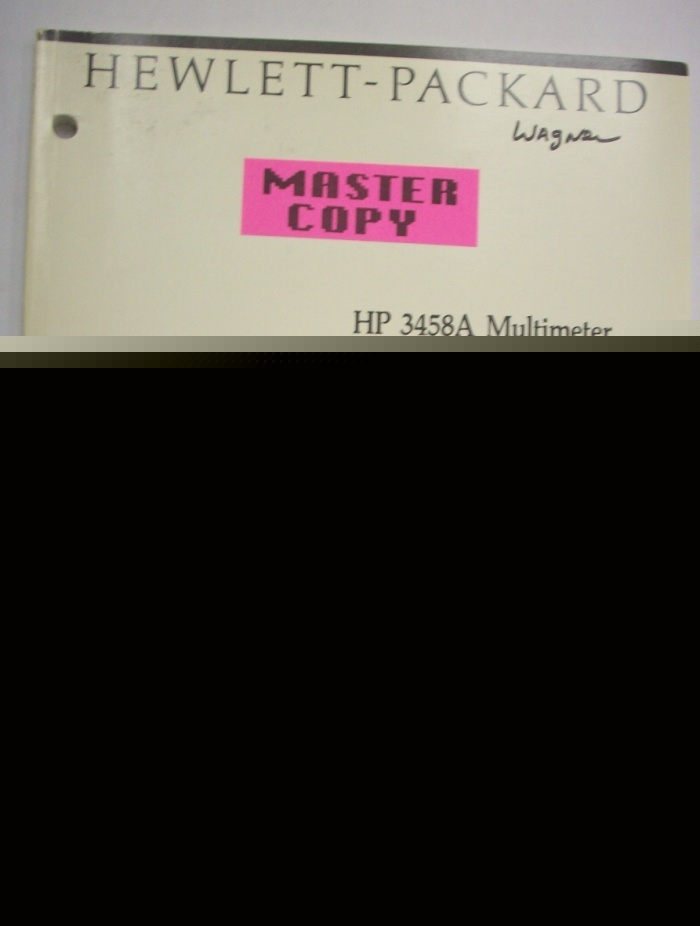 HEWLETT-PACKARD
Wagner
MASTER
COPY
HP 3458A Multimeter